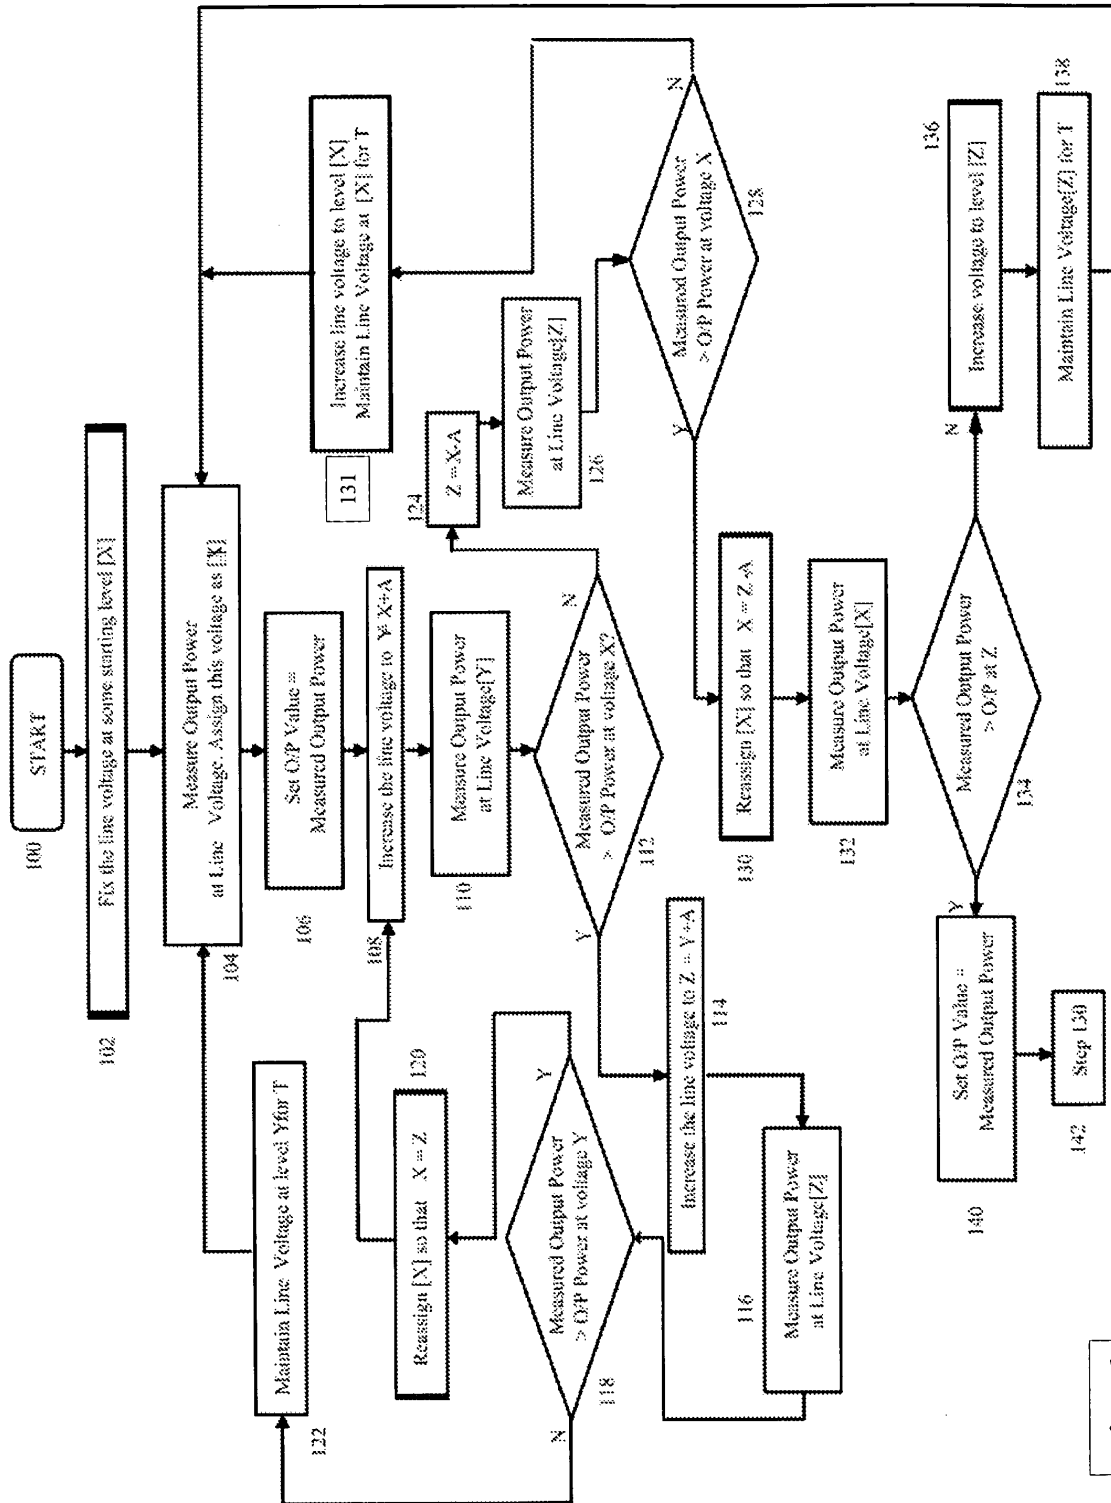 START
100
Fix the line voltage at some starting level [X]
102
Measure Output Power
at Line Voltage. Assign this voltage as [X]
104
Set O/P Value =
Measured Output Power
106
Increase the line voltage to Y= X+A
108
Measure Output Power
at Line Voltage[Y]
110
Measured Output Power
> O/P Power at voltage X?
112
Y
N
Increase the line voltage to Z = Y+A
114
Measure Output Power
at Line Voltage[Z]
116
Measured Output Power
> O/P Power at voltage Y
118
Y
N
Reassign [X] so that X = Z
120
Maintain Line Voltage at level Yfor T
122
Z = X-A
124
Measure Output Power
at Line Voltage[Z]
126
Measured Output Power
> O/P Power at voltage X
128
Y
N
Increase line voltage to level [X]
Maintain Line Voltage at [X] for T
131
Reassign [X] so that X = Z-A
130
Measure Output Power
at Line Voltage[X]
132
Measured Output Power
> O/P at Z
134
Y
N
Increase voltage to level [Z]
136
Maintain Line Voltage[Z] for T
138
Set O/P Value =
Measured Output Power
140
Step 130
142